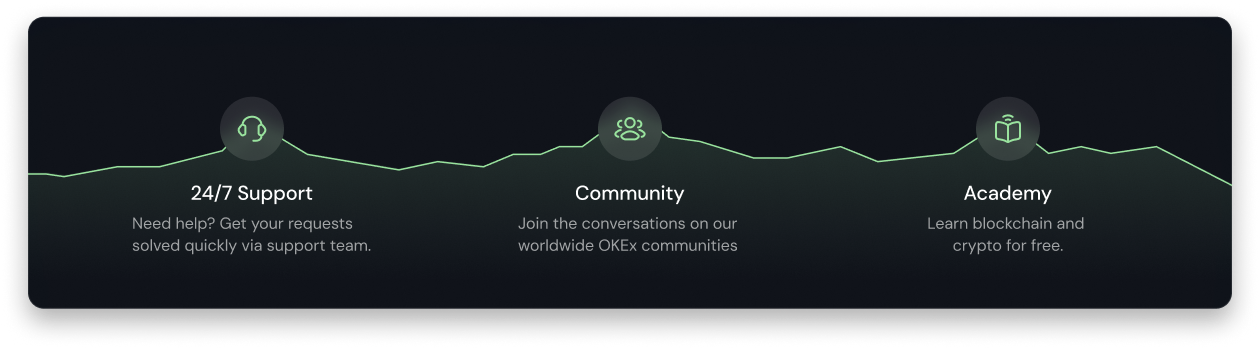 24/7 Support
Need help? Get your requests
solved quickly via support team.
Community
Join the conversations on our
worldwide OKEx communities
Academy
Learn blockchain and
crypto for free.